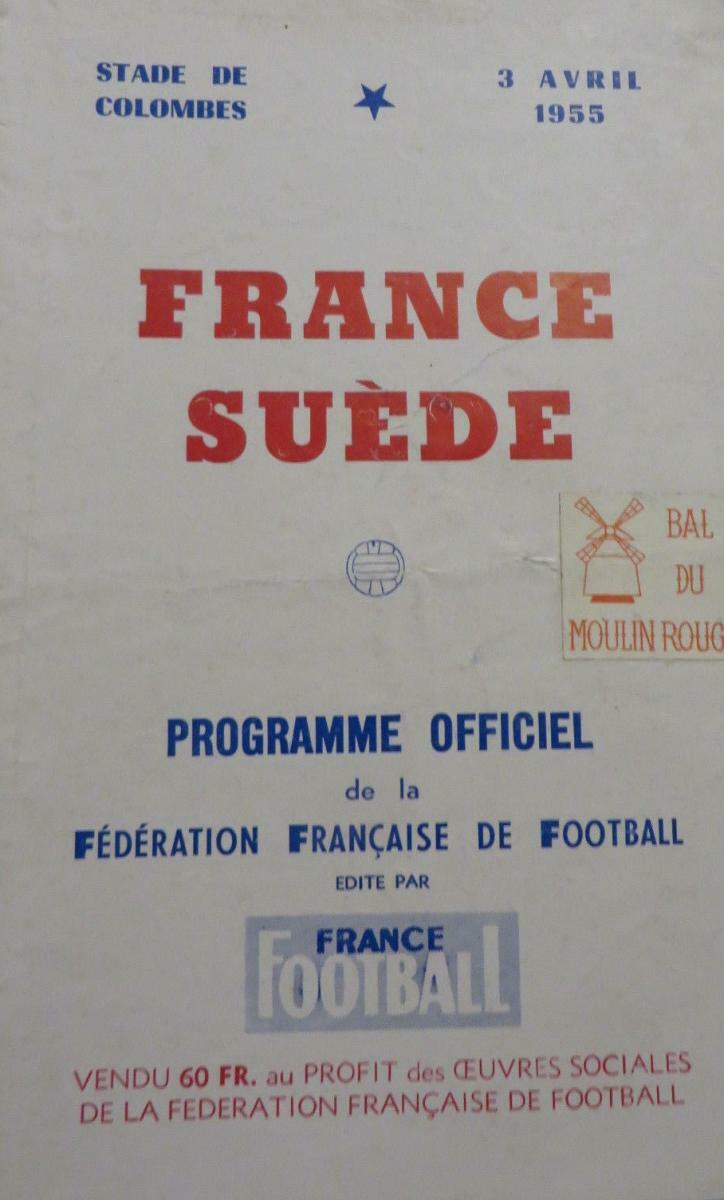 STADE DE
COLOMBES
3 AVRIL
1955
FRANCE
SUÈDE
BAL
DU
MOULIN ROUG
PROGRAMME OFFICIEL
de la
FÉDÉRATION FRANÇAISE DE FOOTBALL
EDITE PAR
FRANCE
FOOTBALL
VENDU 60 FR. au PROFIT des ŒUVRES SOCIALES
DE LA FEDERATION FRANÇAISE DE FOOTBALL